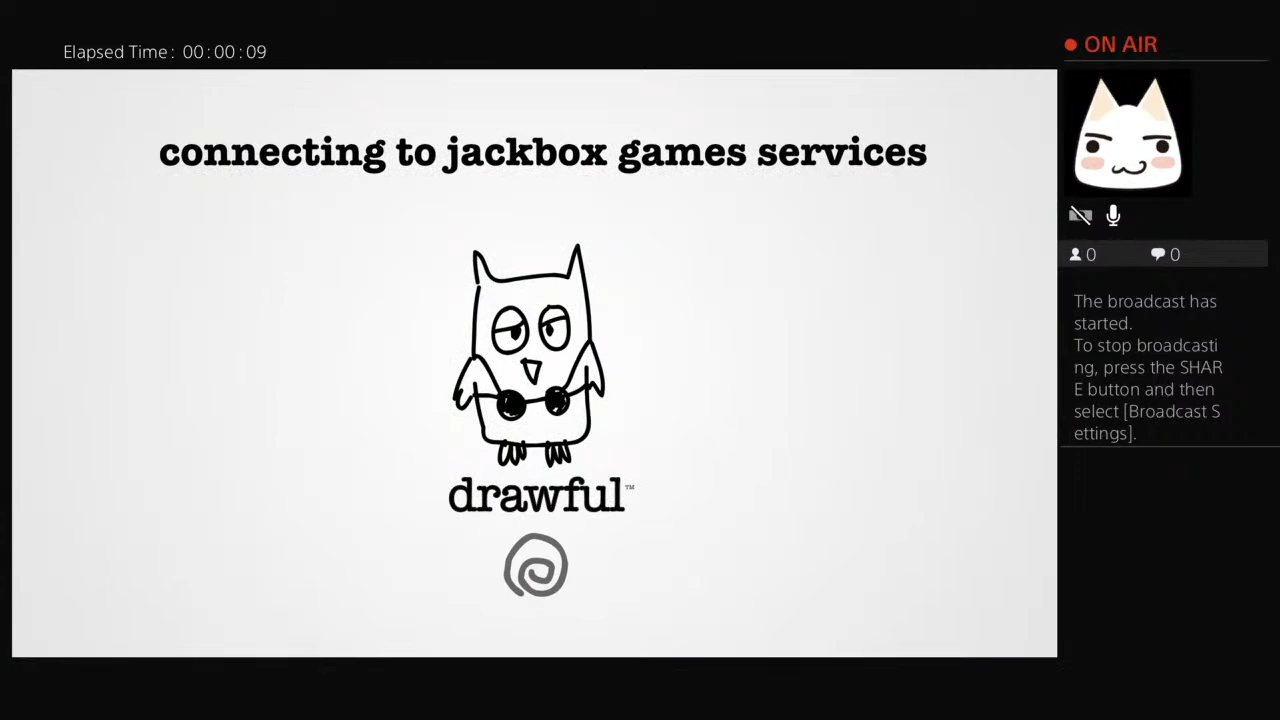 Elapsed Time: 00:00:09
ON AIR
connecting to jackbox games services
0 0
The broadcast has
started.
To stop broadcasti
ng, press the SHAR
E button and then
select [Broadcast S
ettings].
drawful™